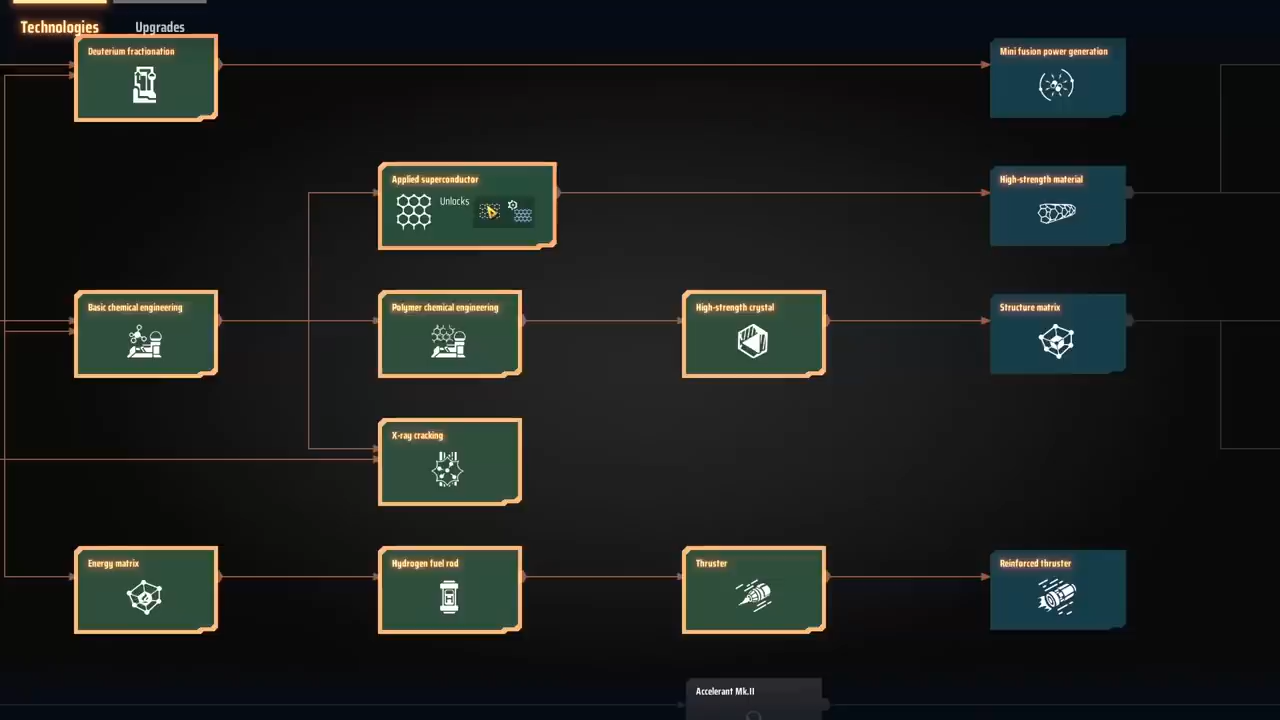 Technologies
Upgrades
Deuterium fractionation
Mini fusion power generation
Applied superconductor
Unlocks
High-strength material
Basic chemical engineering
Polymer chemical engineering
High-strength crystal
Structure matrix
X-ray cracking
Energy matrix
Hydrogen fuel rod
Thruster
Reinforced thruster
Accelerant Mk.II